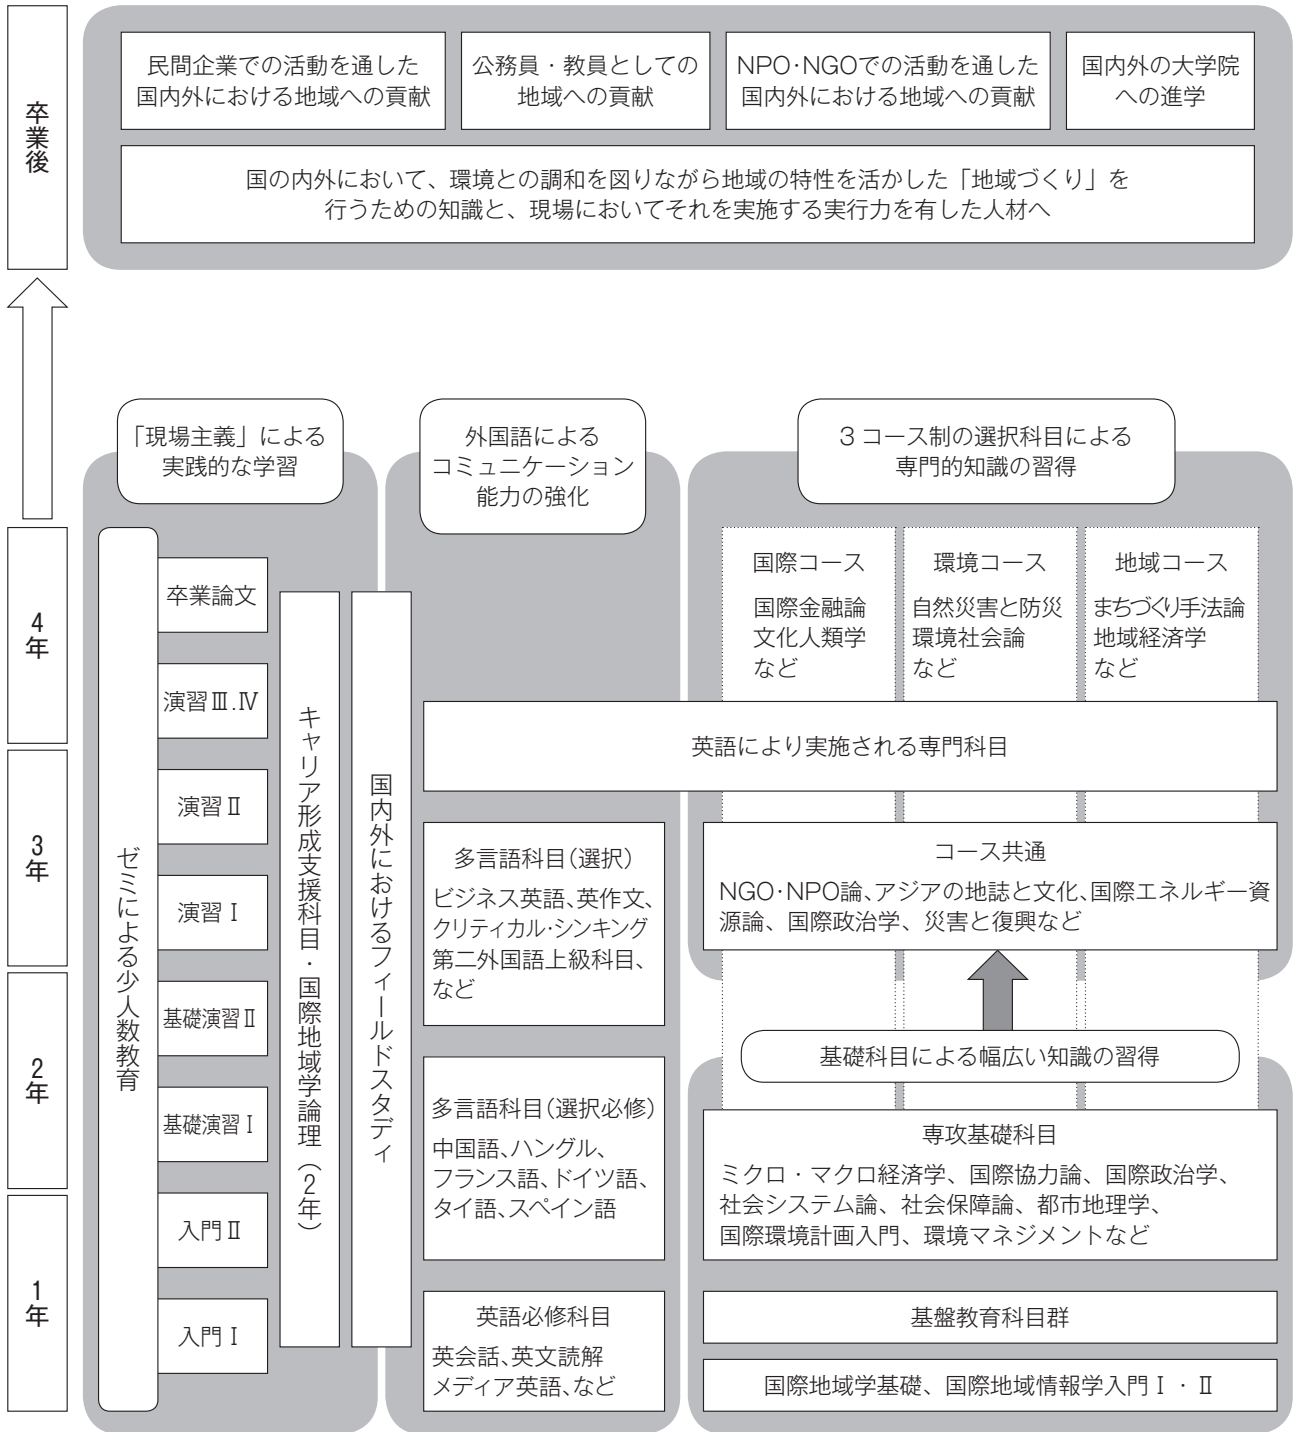 卒業後
民間企業での活動を通した
国内外における地域への貢献
公務員・教員としての
地域への貢献
NPO・NGOでの活動を通した
国内外における地域への貢献
国内外の大学院
への進学
国の内外において、環境との調和を図りながら地域の特性を活かした「地域づくり」を
行うための知識と、現場においてそれを実施する実行力を有した人材へ
「現場主義」による
実践的な学習
外国語による
コミュニケーション
能力の強化
3コース制の選択科目による
専門的知識の習得
4年
3年
2年
1年
ゼミによる少人数教育
卒業論文
演習Ⅲ.Ⅳ
演習Ⅱ
演習Ⅰ
基礎演習Ⅱ
基礎演習Ⅰ
入門Ⅱ
入門Ⅰ
キャリア形成支援科目・国際地域学論理(2年)
国内外におけるフィールドスタディ
国際コース
国際金融論
文化人類学
など
環境コース
自然災害と防災
環境社会論
など
地域コース
まちづくり手法論
地域経済学
など
英語により実施される専門科目
多言語科目(選択)
ビジネス英語、英作文、
クリティカル・シンキング
第二外国語上級科目、
など
コース共通
NGO・NPO論、アジアの地誌と文化、国際エネルギー資
源論、国際政治学、災害と復興など
基礎科目による幅広い知識の習得
多言語科目(選択必修)
中国語、ハングル、
フランス語、ドイツ語、
タイ語、スペイン語
専攻基礎科目
ミクロ・マクロ経済学、国際協力論、国際政治学、
社会システム論、社会保障論、都市地理学、
国際環境計画入門、環境マネジメントなど
英語必修科目
英会話、英文読解
メディア英語、など
基盤教育科目群
国際地域学基礎、国際地域情報学入門Ⅰ・Ⅱ